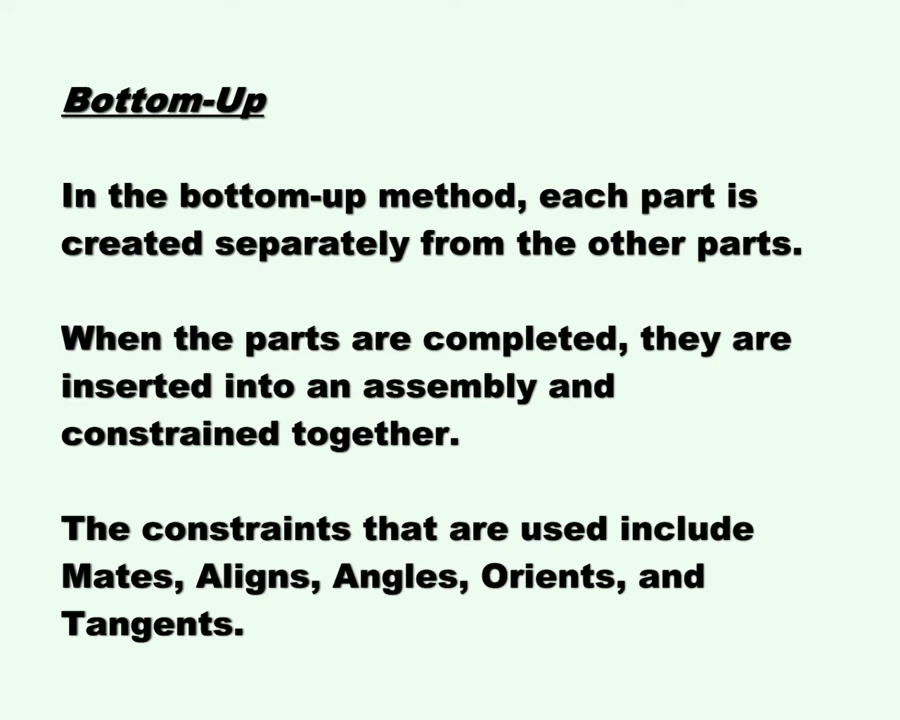 Bottom-Up
In the bottom-up method, each part is
created separately from the other parts.
When the parts are completed, they are
inserted into an assembly and
constrained together.
The constraints that are used include
Mates, Aligns, Angles, Orients, and
Tangents.